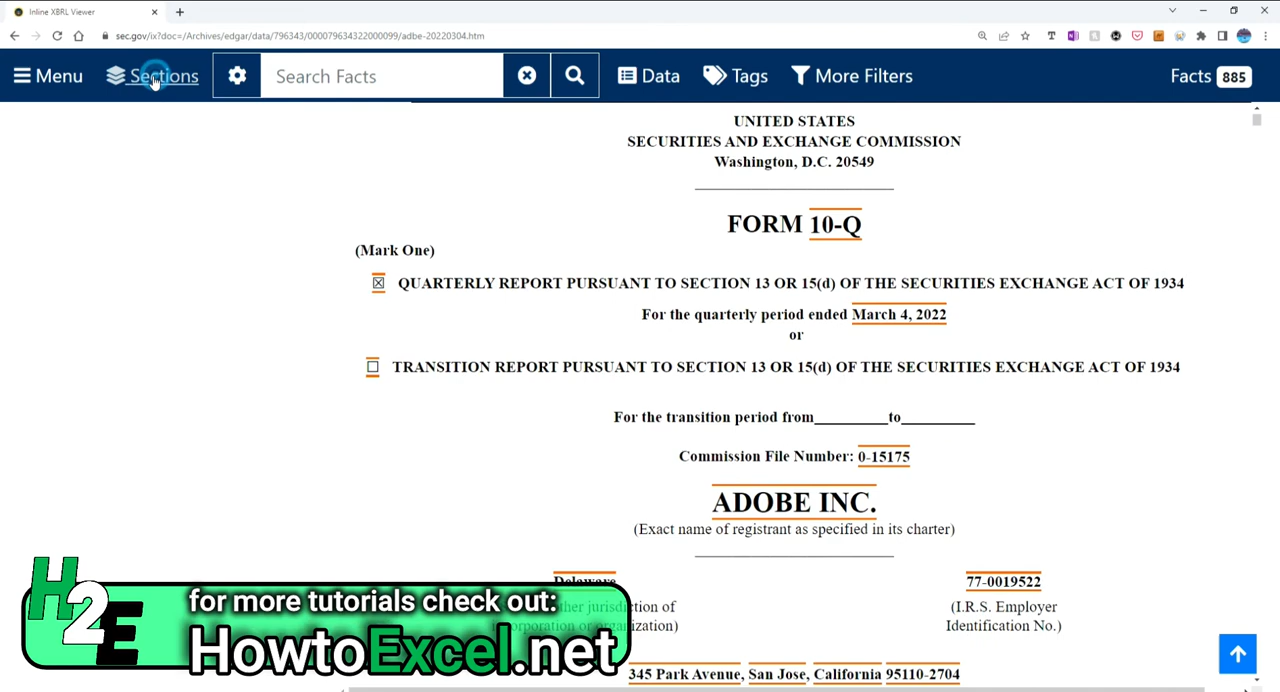 Inline XBRL Viewer
sec.gov/ix?doc=/Archives/edgar/data/796343/000079634322000099/adbe-20220304.htm
Menu Sections Search Facts Data Tags More Filters Facts 885
UNITED STATES
SECURITIES AND EXCHANGE COMMISSION
Washington, D.C. 20549
FORM 10-Q
(Mark One)
☒ QUARTERLY REPORT PURSUANT TO SECTION 13 OR 15(d) OF THE SECURITIES EXCHANGE ACT OF 1934
For the quarterly period ended March 4, 2022
or
☐ TRANSITION REPORT PURSUANT TO SECTION 13 OR 15(d) OF THE SECURITIES EXCHANGE ACT OF 1934
For the transition period from__________to__________
Commission File Number: 0-15175
ADOBE INC.
(Exact name of registrant as specified in its charter)
Delaware 77-0019522
jurisdiction of (I.R.S. Employer
Identification No.)
345 Park Avenue, San Jose, California 95110-2704
H2E
for more tutorials check out:
HowtoExcel.net